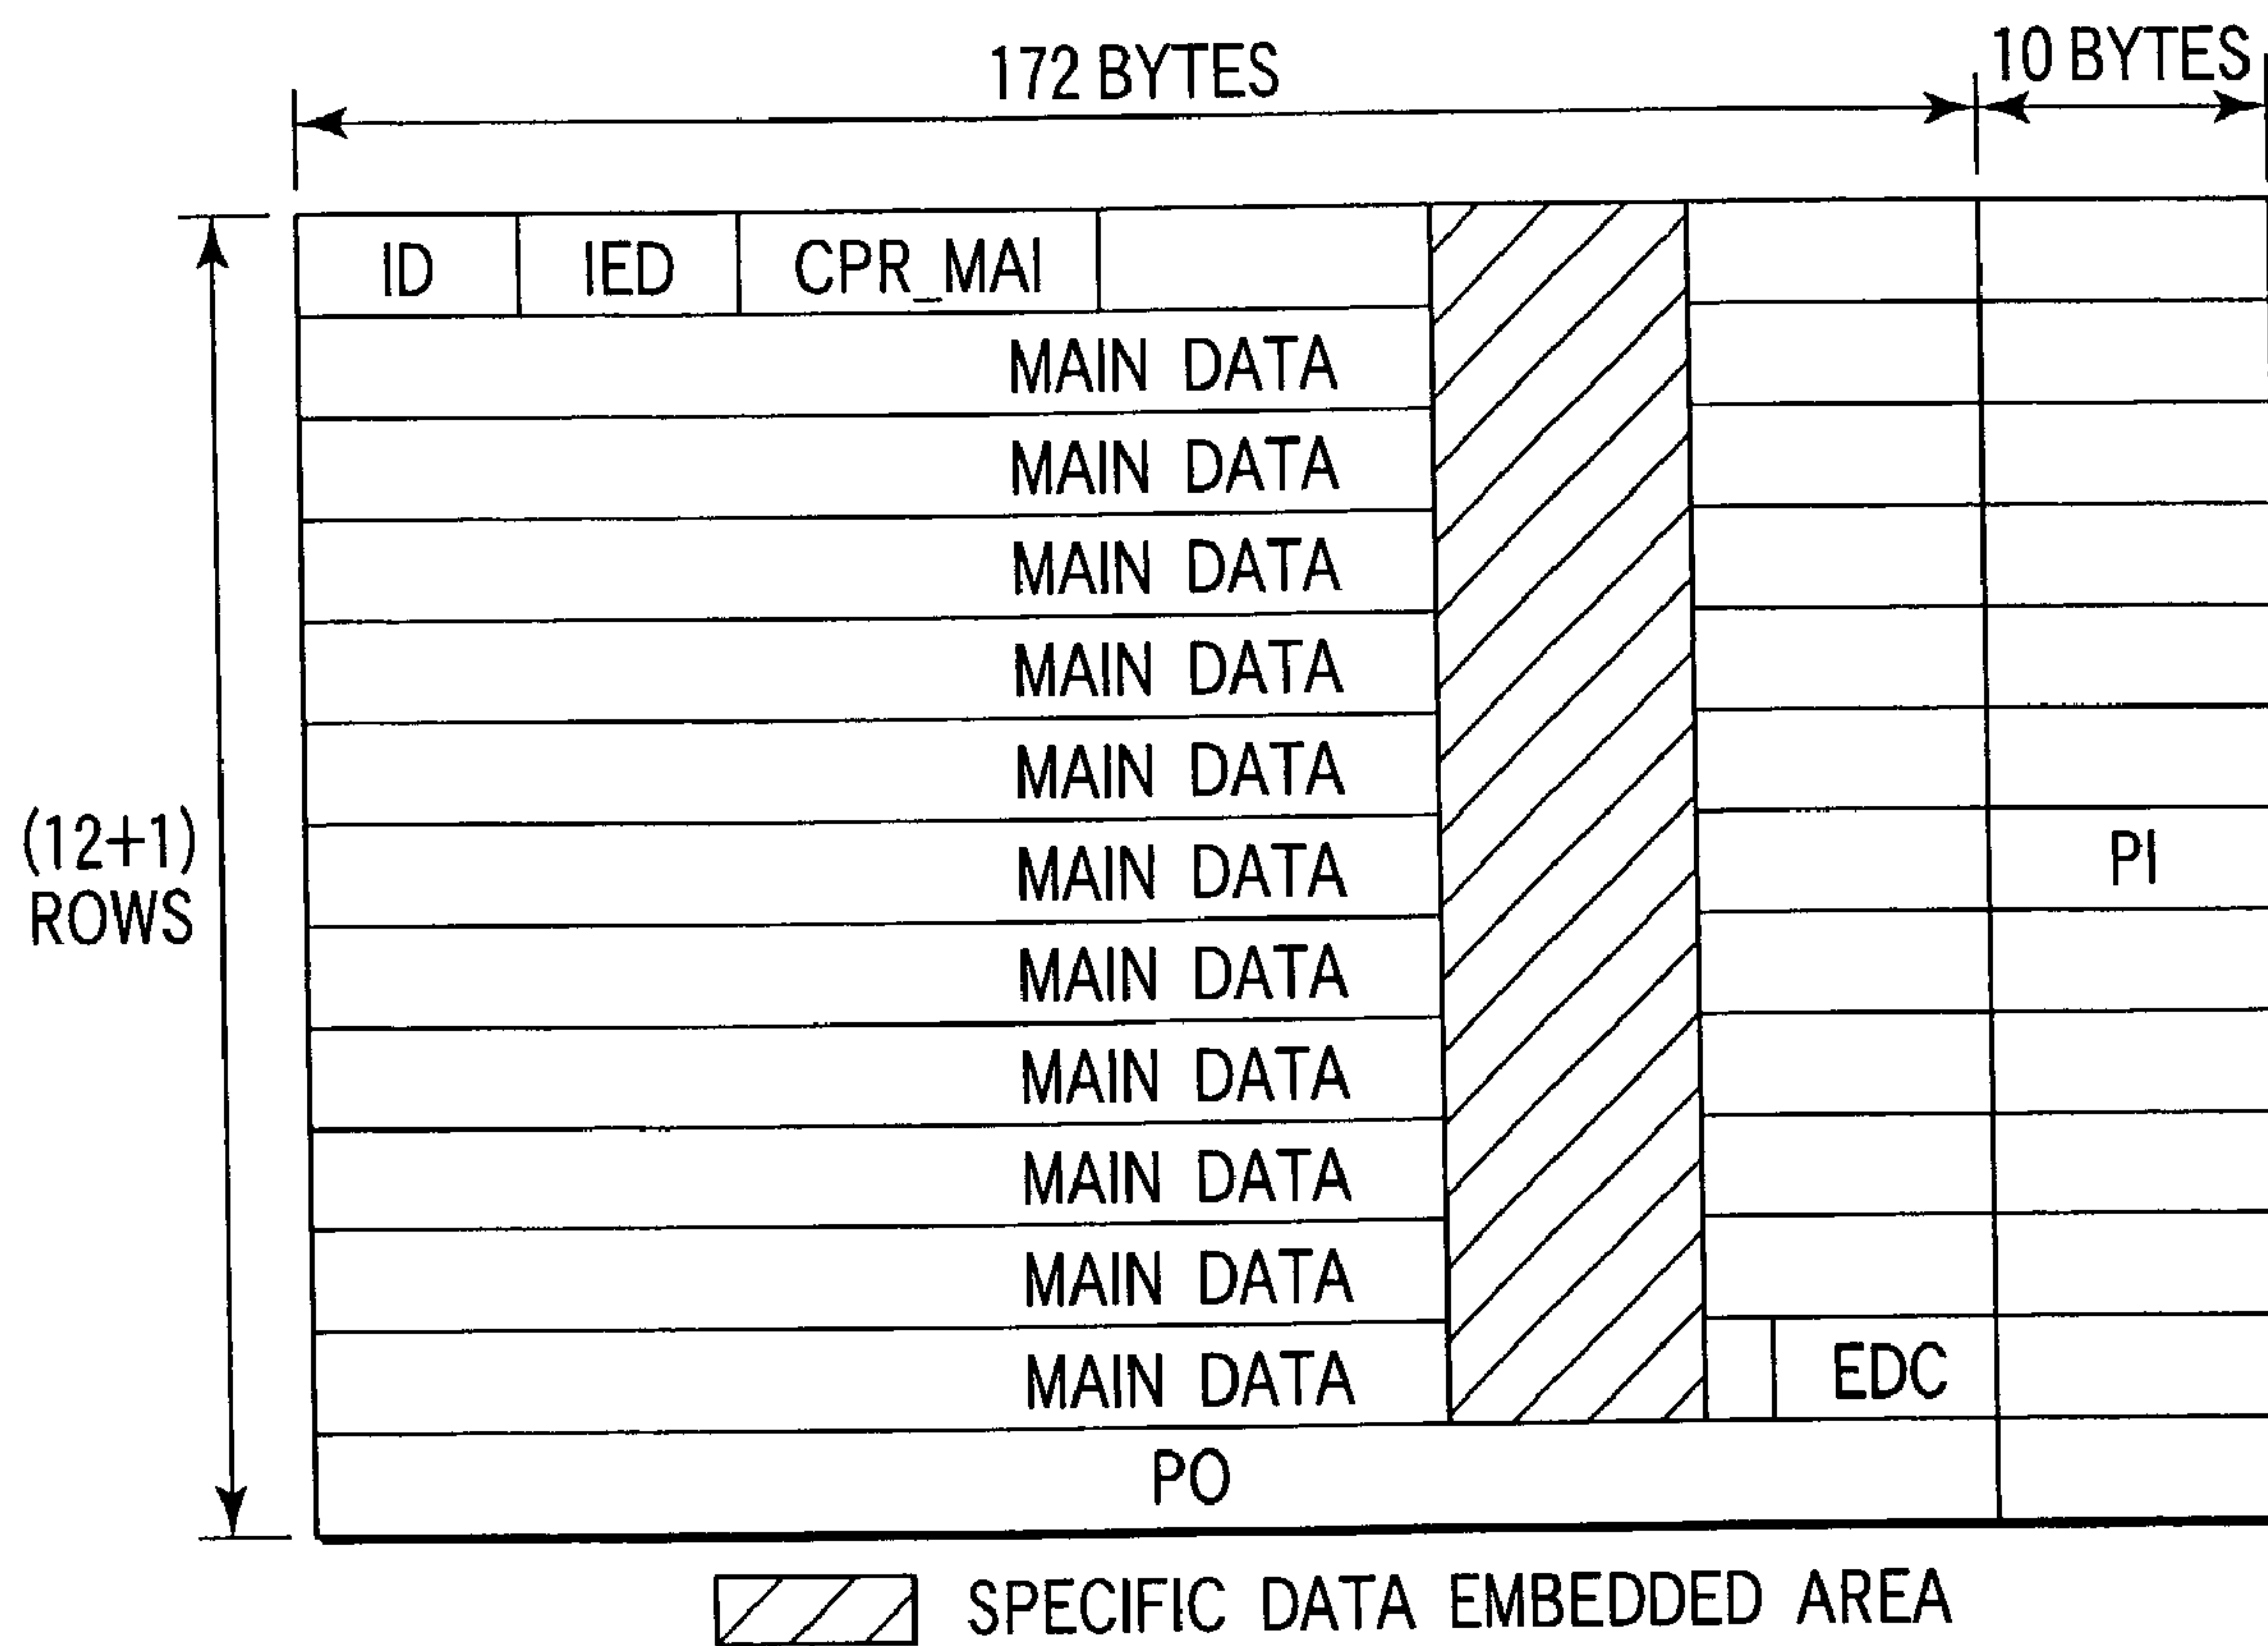 172 BYTES
10 BYTES
ID IED CPR_MAI
MAIN DATA
MAIN DATA
MAIN DATA
MAIN DATA
MAIN DATA
(12+1)
ROWS
MAIN DATA
PI
MAIN DATA
MAIN DATA
MAIN DATA
MAIN DATA
MAIN DATA
EDC
PO
SPECIFIC DATA EMBEDDED AREA